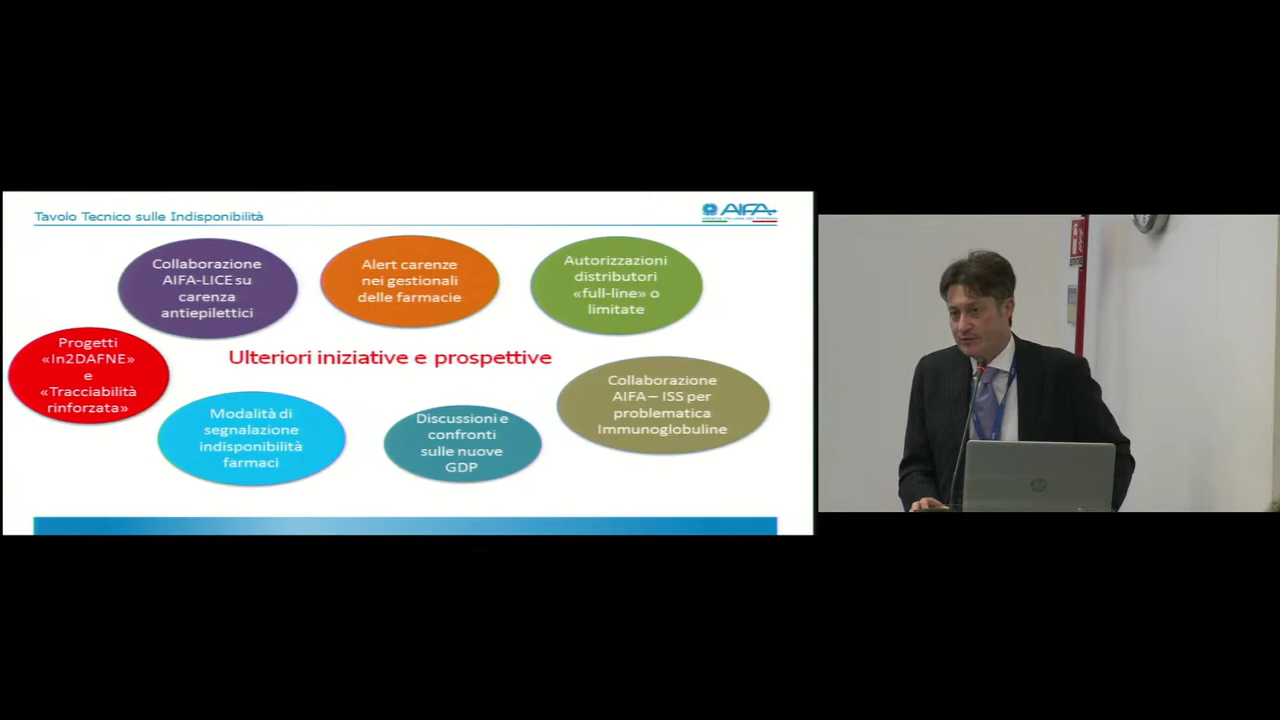 Tavolo Tecnico sulle Indisponibilità
AIFA
Collaborazione
AIFA-LICE su
carenza
antiepilettici
Alert carenze
nei gestionali
delle farmacie
Autorizzazioni
distributori
«full-line» o
limitate
Progetti
«In2DAFNE»
e
«Tracciabilità
rinforzata»
Ulteriori iniziative e prospettive
Collaborazione
AIFA – ISS per
problematica
Immunoglobuline
Modalità di
segnalazione
indisponibilità
farmaci
Discussioni e
confronti
sulle nuove
GDP